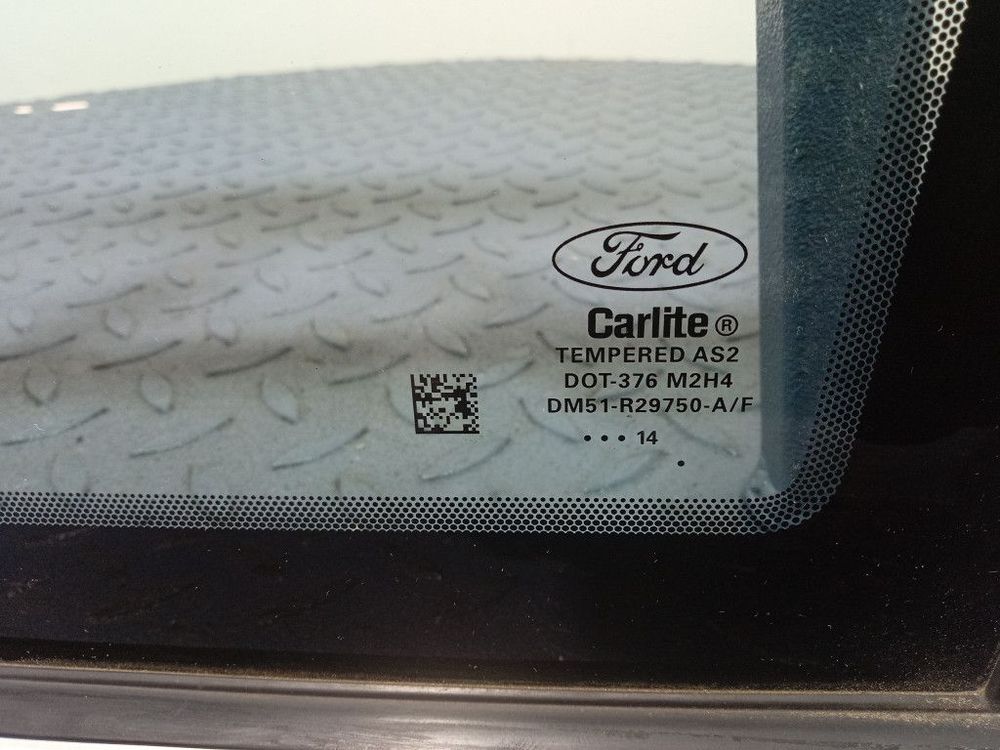 Ford
Carlite ®
TEMPERED AS2
DOT-376 M2H4
DM51-R29750-A/F
• • • 14
•